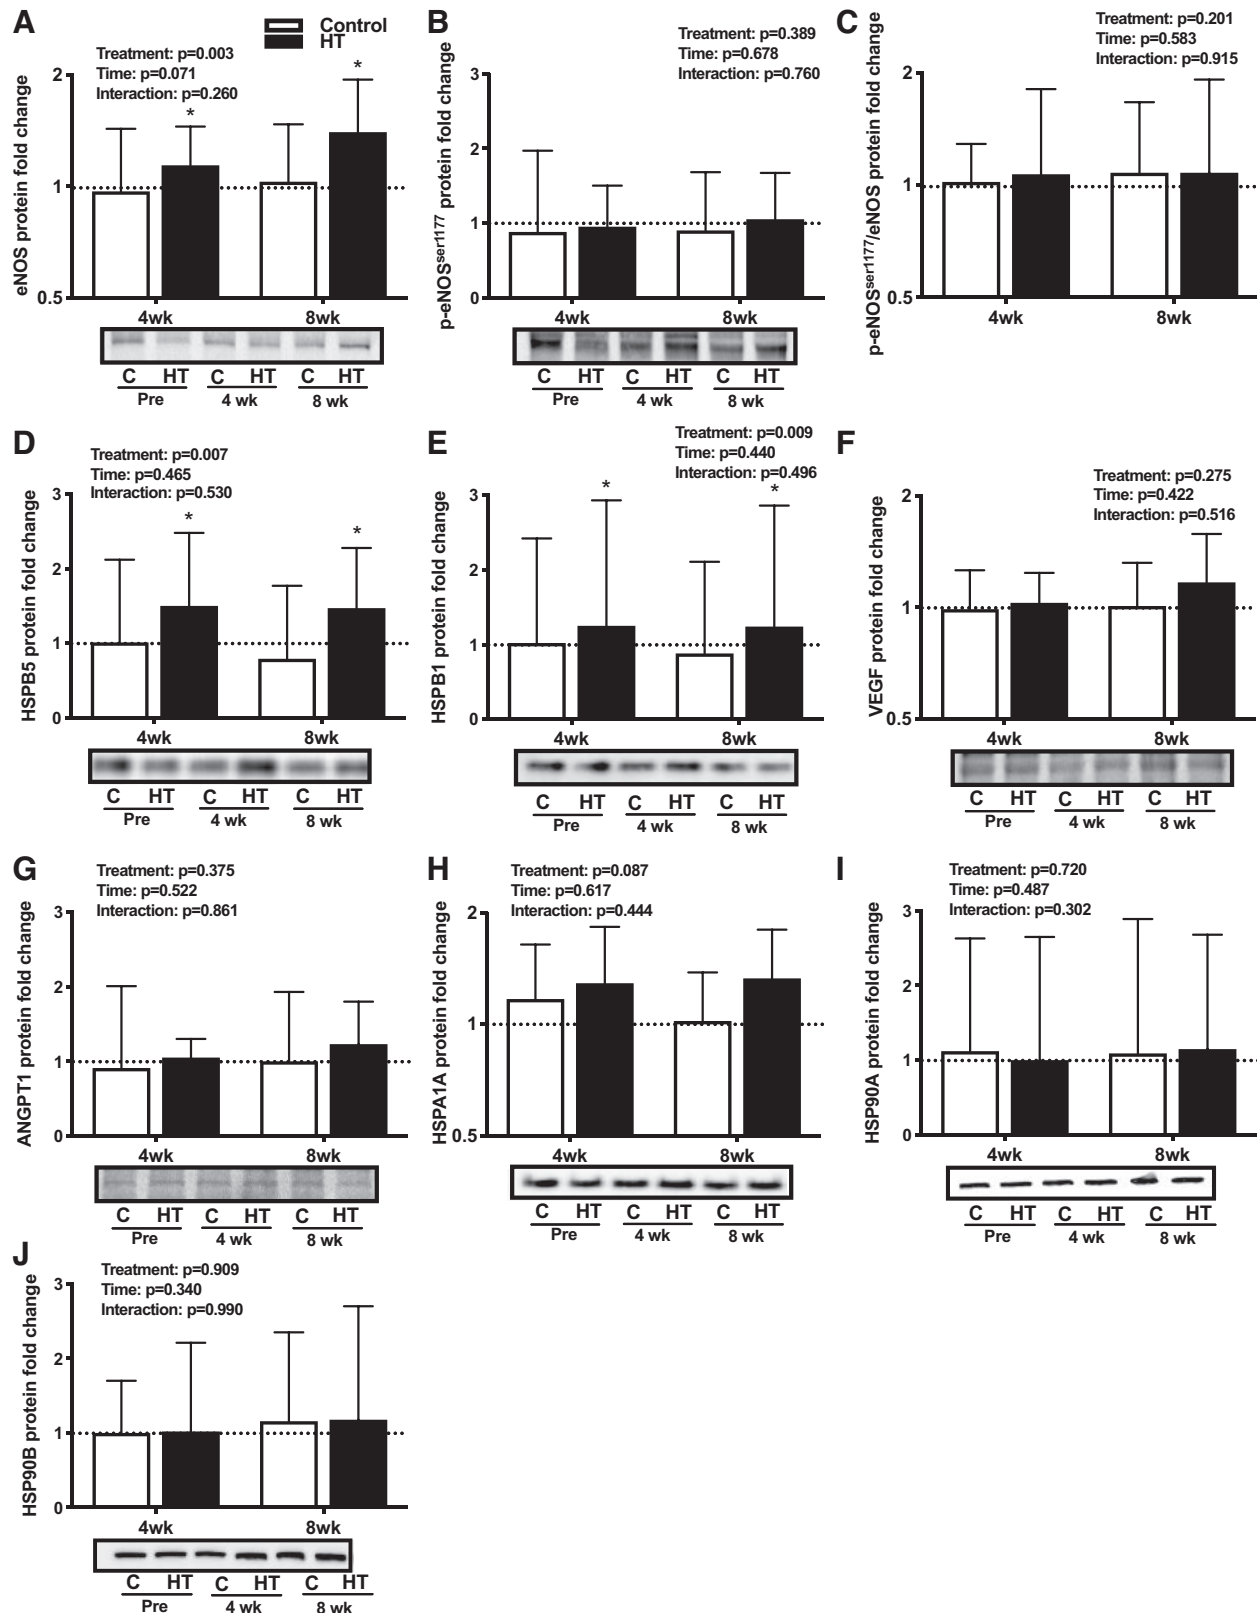 A
Control
HT
Treatment: p=0.003
Time: p=0.071
Interaction: p=0.260
eNOS protein fold change
2
1
0.5
*
*
4wk
8wk
C HT C HT C HT
Pre 4 wk 8 wk
B
Treatment: p=0.389
Time: p=0.678
Interaction: p=0.760
p-eNOSser1177 protein fold change
3
2
1
0
4wk
8wk
C HT C HT C HT
Pre 4 wk 8 wk
C
Treatment: p=0.201
Time: p=0.583
Interaction: p=0.915
p-eNOSser1177/eNOS protein fold change
2
1
0.5
4wk
8wk
D
Treatment: p=0.007
Time: p=0.465
Interaction: p=0.530
HSPB5 protein fold change
3
2
1
0
*
*
4wk
8wk
C HT C HT C HT
Pre 4 wk 8 wk
E
Treatment: p=0.009
Time: p=0.440
Interaction: p=0.496
HSPB1 protein fold change
3
2
1
0
*
*
4wk
8wk
C HT C HT C HT
Pre 4 wk 8 wk
F
Treatment: p=0.275
Time: p=0.422
Interaction: p=0.516
VEGF protein fold change
2
1
0.5
4wk
8wk
C HT C HT C HT
Pre 4 wk 8 wk
G
Treatment: p=0.375
Time: p=0.522
Interaction: p=0.861
ANGPT1 protein fold change
3
2
1
0
4wk
8wk
C HT C HT C HT
Pre 4 wk 8 wk
H
Treatment: p=0.087
Time: p=0.617
Interaction: p=0.444
HSPA1A protein fold change
2
1
0.5
4wk
8wk
C HT C HT C HT
Pre 4 wk 8 wk
I
Treatment: p=0.720
Time: p=0.487
Interaction: p=0.302
HSP90A protein fold change
3
2
1
0
4wk
8wk
C HT C HT C HT
Pre 4 wk 8 wk
J
Treatment: p=0.909
Time: p=0.340
Interaction: p=0.990
HSP90B protein fold change
3
2
1
0
4wk
8wk
C HT C HT C HT
Pre 4 wk 8 wk